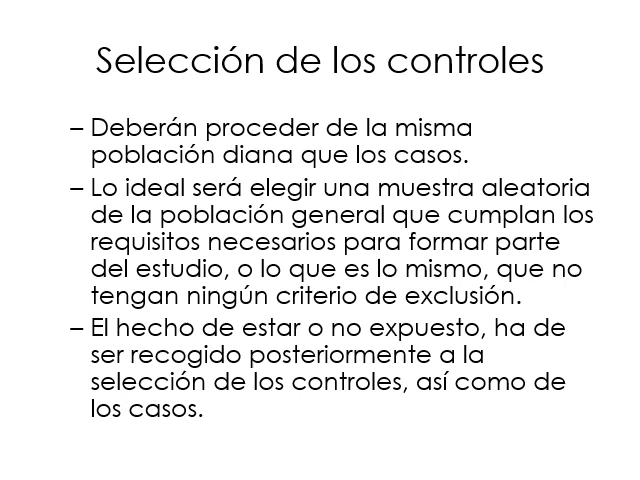 Selección de los controles
– Deberán proceder de la misma
población diana que los casos.
– Lo ideal será elegir una muestra aleatoria
de la población general que cumplan los
requisitos necesarios para formar parte
del estudio, o lo que es lo mismo, que no
tengan ningún criterio de exclusión.
– El hecho de estar o no expuesto, ha de
ser recogido posteriormente a la
selección de los controles, así como de
los casos.